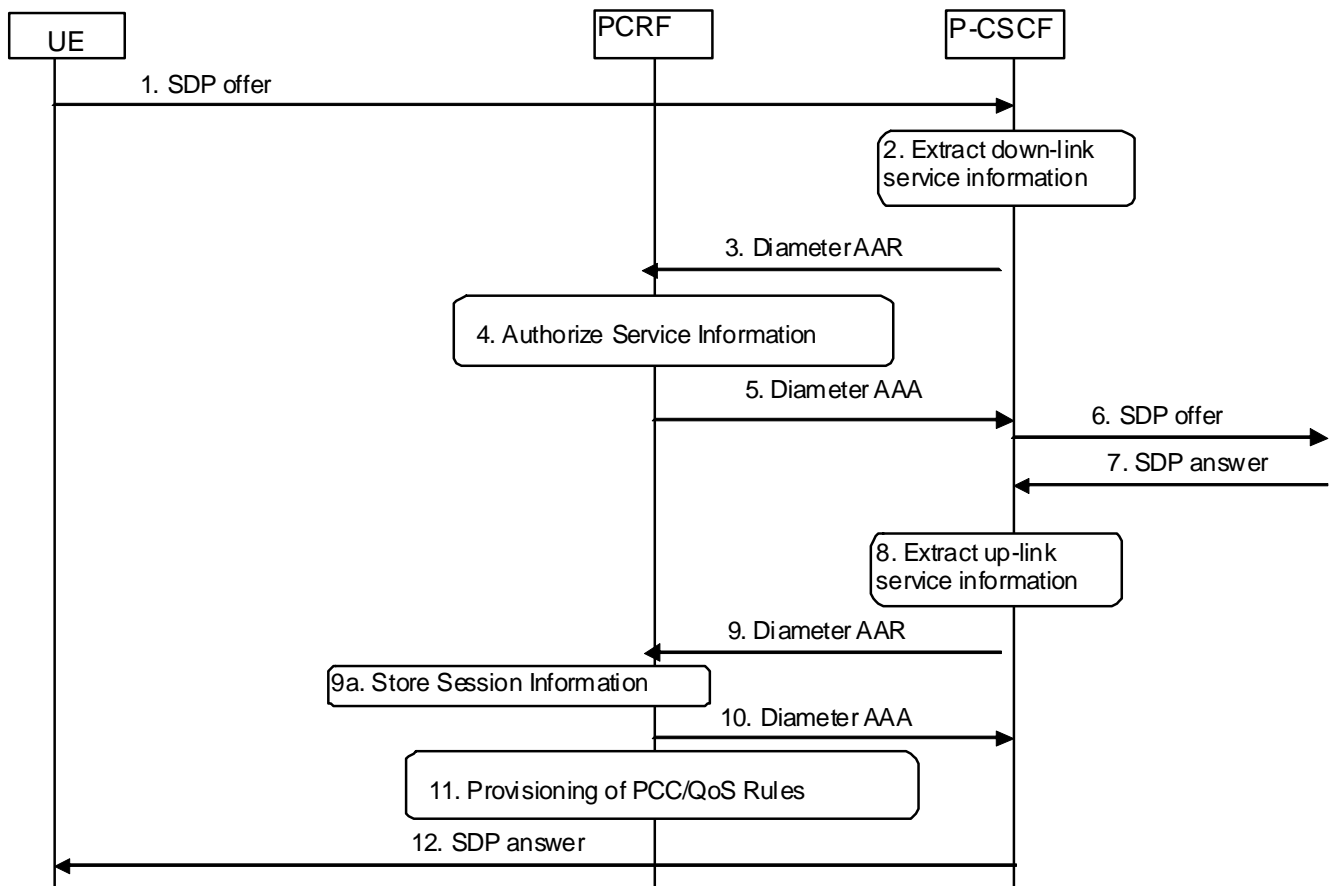 UE
PCRF
P-CSCF
1. SDP offer
2. Extract down-link
service information
3. Diameter AAR
4. Authorize Service Information
5. Diameter AAA
6. SDP offer
7. SDP answer
8. Extract up-link
service information
9. Diameter AAR
9a. Store Session Information
10. Diameter AAA
11. Provisioning of PCC/QoS Rules
12. SDP answer